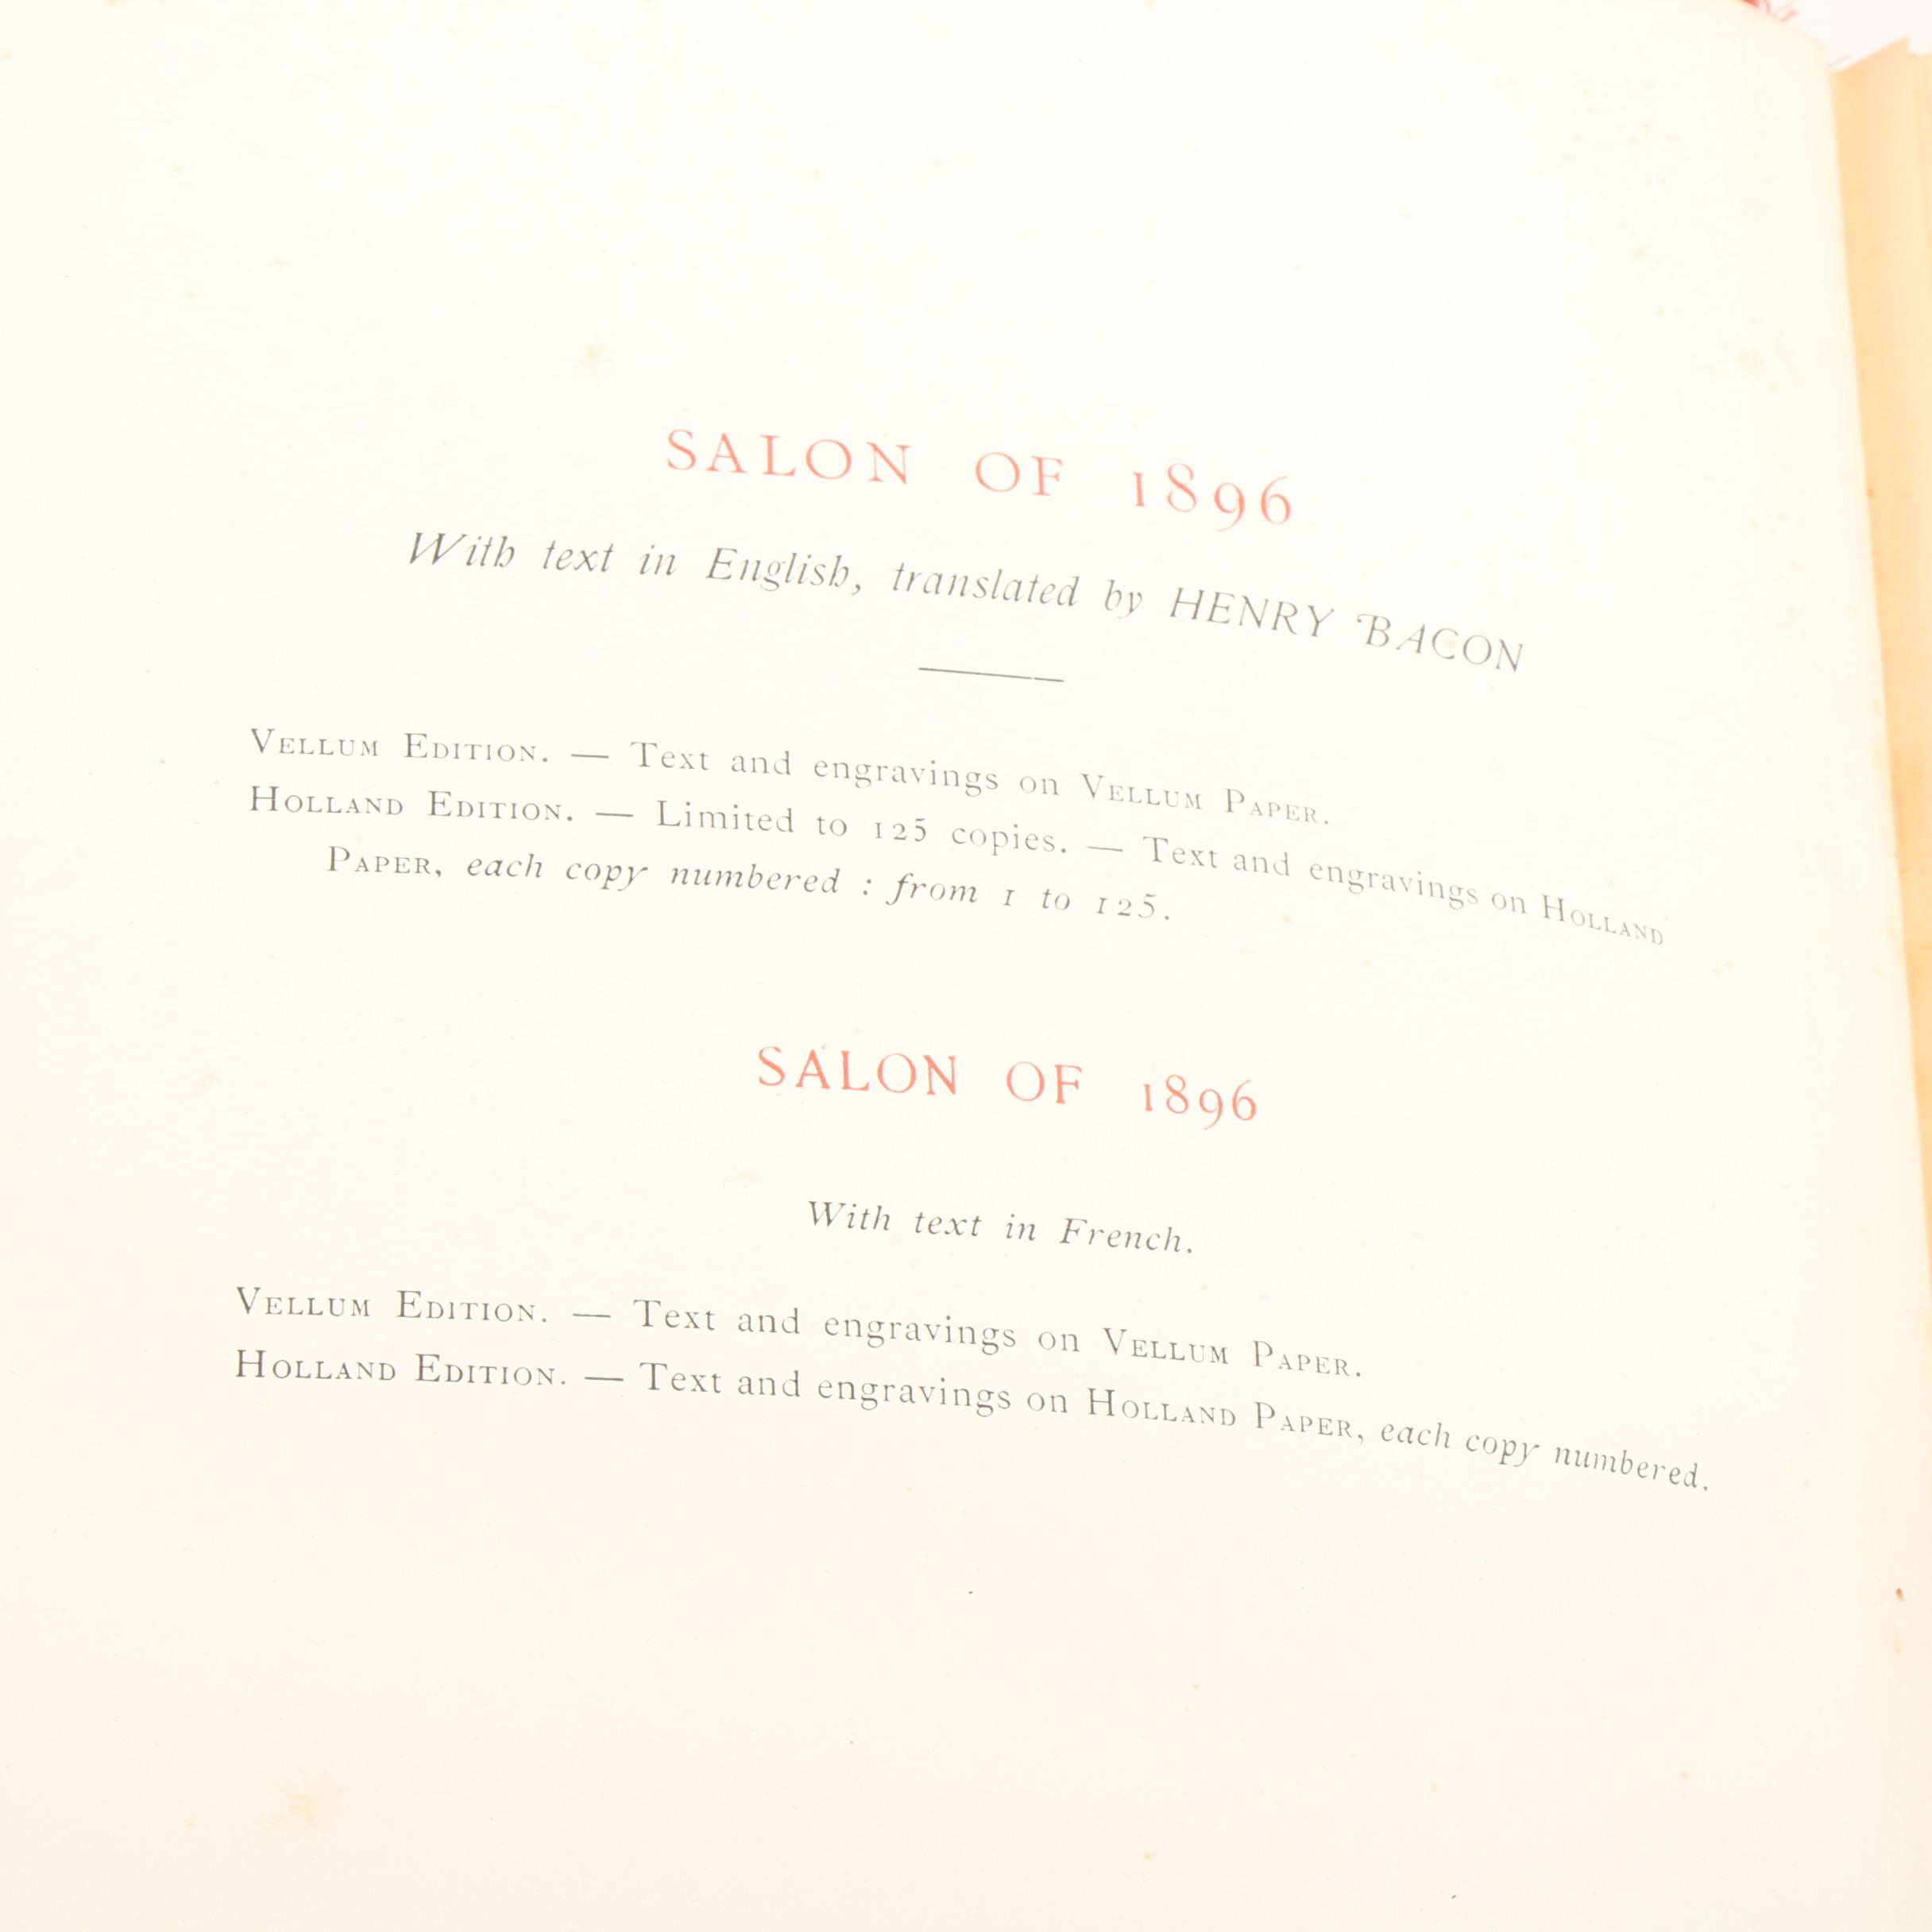 SALON OF 1896
With text in English, translated by HENRY BACON
VELLUM EDITION. — Text and engravings on VELLUM PAPER.
HOLLAND EDITION. — Limited to 125 copies. — Text and engravings on HOLLAND
PAPER, each copy numbered : from 1 to 125.
SALON OF 1896
With text in French.
VELLUM EDITION. — Text and engravings on VELLUM PAPER.
HOLLAND EDITION. — Text and engravings on HOLLAND PAPER, each copy numbered.